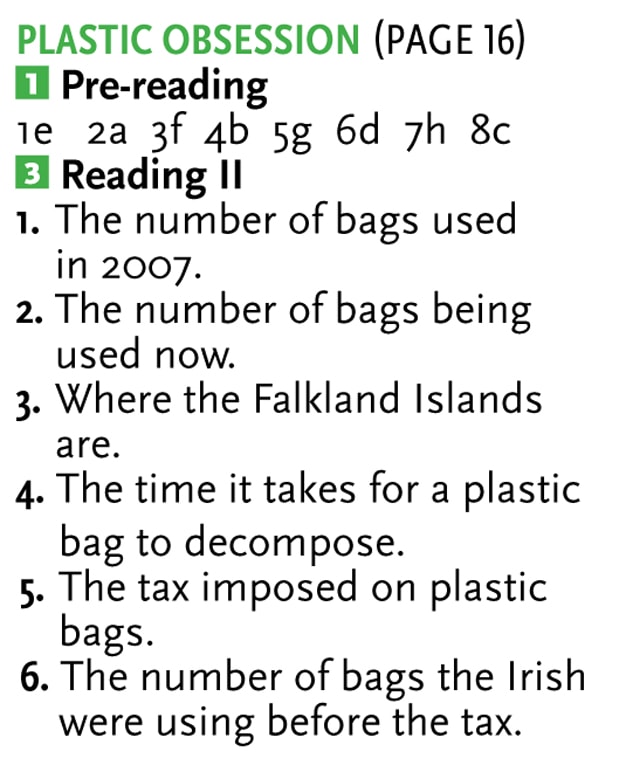 PLASTIC OBSESSION (PAGE 16)
1 Pre-reading
1e 2a 3f 4b 5g 6d 7h 8c
3 Reading II
1. The number of bags used
in 2007.
2. The number of bags being
used now.
3. Where the Falkland Islands
are.
4. The time it takes for a plastic
bag to decompose.
5. The tax imposed on plastic
bags.
6. The number of bags the Irish
were using before the tax.